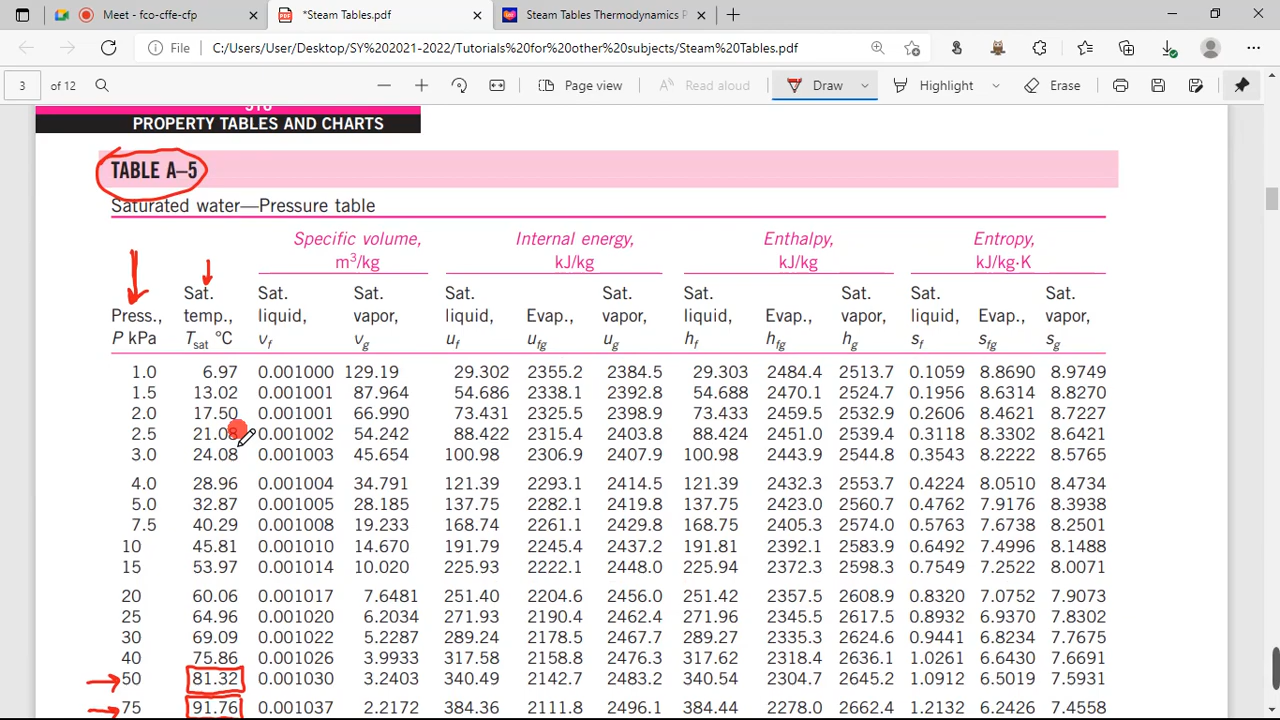 Meet - fco-cffe-cfp
*Steam Tables.pdf
Steam Tables Thermodynamics P
File C:/Users/User/Desktop/SY%202021-2022/Tutorials%20for%20other%20subjects/Steam%20Tables.pdf
3 of 12 Page view Read aloud Draw Highlight Erase
PROPERTY TABLES AND CHARTS
TABLE A–5
Saturated water—Pressure table
Specific volume, Internal energy, Enthalpy, Entropy,
m³/kg kJ/kg kJ/kg kJ/kg·K
Sat. Sat. Sat. Sat. Sat. Sat. Sat. Sat. Sat.
Press., temp., liquid, vapor, liquid, Evap., vapor, liquid, Evap., vapor, liquid, Evap., vapor,
P kPa Tsat °C vf vg uf ufg ug hf hfg hg sf sfg sg
1.0 6.97 0.001000 129.19 29.302 2355.2 2384.5 29.303 2484.4 2513.7 0.1059 8.8690 8.9749
1.5 13.02 0.001001 87.964 54.686 2338.1 2392.8 54.688 2470.1 2524.7 0.1956 8.6314 8.8270
2.0 17.50 0.001001 66.990 73.431 2325.5 2398.9 73.433 2459.5 2532.9 0.2606 8.4621 8.7227
2.5 21.08 0.001002 54.242 88.422 2315.4 2403.8 88.424 2451.0 2539.4 0.3118 8.3302 8.6421
3.0 24.08 0.001003 45.654 100.98 2306.9 2407.9 100.98 2443.9 2544.8 0.3543 8.2222 8.5765
4.0 28.96 0.001004 34.791 121.39 2293.1 2414.5 121.39 2432.3 2553.7 0.4224 8.0510 8.4734
5.0 32.87 0.001005 28.185 137.75 2282.1 2419.8 137.75 2423.0 2560.7 0.4762 7.9176 8.3938
7.5 40.29 0.001008 19.233 168.74 2261.1 2429.8 168.75 2405.3 2574.0 0.5763 7.6738 8.2501
10 45.81 0.001010 14.670 191.79 2245.4 2437.2 191.81 2392.1 2583.9 0.6492 7.4996 8.1488
15 53.97 0.001014 10.020 225.93 2222.1 2448.0 225.94 2372.3 2598.3 0.7549 7.2522 8.0071
20 60.06 0.001017 7.6481 251.40 2204.6 2456.0 251.42 2357.5 2608.9 0.8320 7.0752 7.9073
25 64.96 0.001020 6.2034 271.93 2190.4 2462.4 271.96 2345.5 2617.5 0.8932 6.9370 7.8302
30 69.09 0.001022 5.2287 289.24 2178.5 2467.7 289.27 2335.3 2624.6 0.9441 6.8234 7.7675
40 75.86 0.001026 3.9933 317.58 2158.8 2476.3 317.62 2318.4 2636.1 1.0261 6.6430 7.6691
50 81.32 0.001030 3.2403 340.49 2142.7 2483.2 340.54 2304.7 2645.2 1.0912 6.5019 7.5931
75 91.76 0.001037 2.2172 384.36 2111.8 2496.1 384.44 2278.0 2662.4 1.2132 6.2426 7.4558